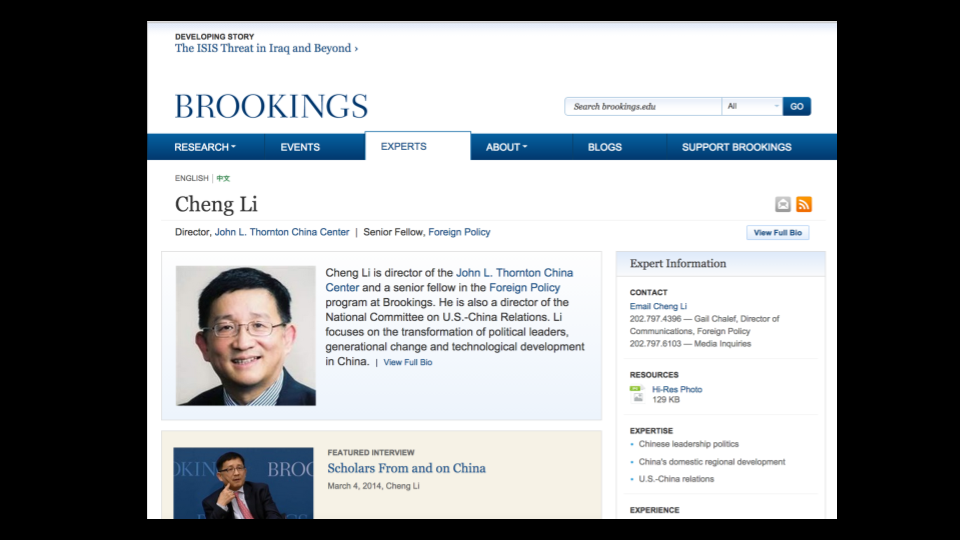 DEVELOPING STORY
The ISIS Threat in Iraq and Beyond ›
BROOKINGS
Search brookings.edu
All
GO
RESEARCH
EVENTS
EXPERTS
ABOUT
BLOGS
SUPPORT BROOKINGS
ENGLISH | 中文
Cheng Li
Director, John L. Thornton China Center | Senior Fellow, Foreign Policy
View Full Bio
Cheng Li is director of the John L. Thornton China
Center and a senior fellow in the Foreign Policy
program at Brookings. He is also a director of the
National Committee on U.S.-China Relations. Li
focuses on the transformation of political leaders,
generational change and technological development
in China. | View Full Bio
OKIN
BROO
FEATURED INTERVIEW
Scholars From and on China
March 4, 2014, Cheng Li
Expert Information
CONTACT
Email Cheng Li
202.797.4396 — Gail Chalef, Director of
Communications, Foreign Policy
202.797.6103 — Media Inquiries
RESOURCES
Hi-Res Photo
129 KB
EXPERTISE
• Chinese leadership politics
• China's domestic regional development
• U.S.-China relations
EXPERIENCE